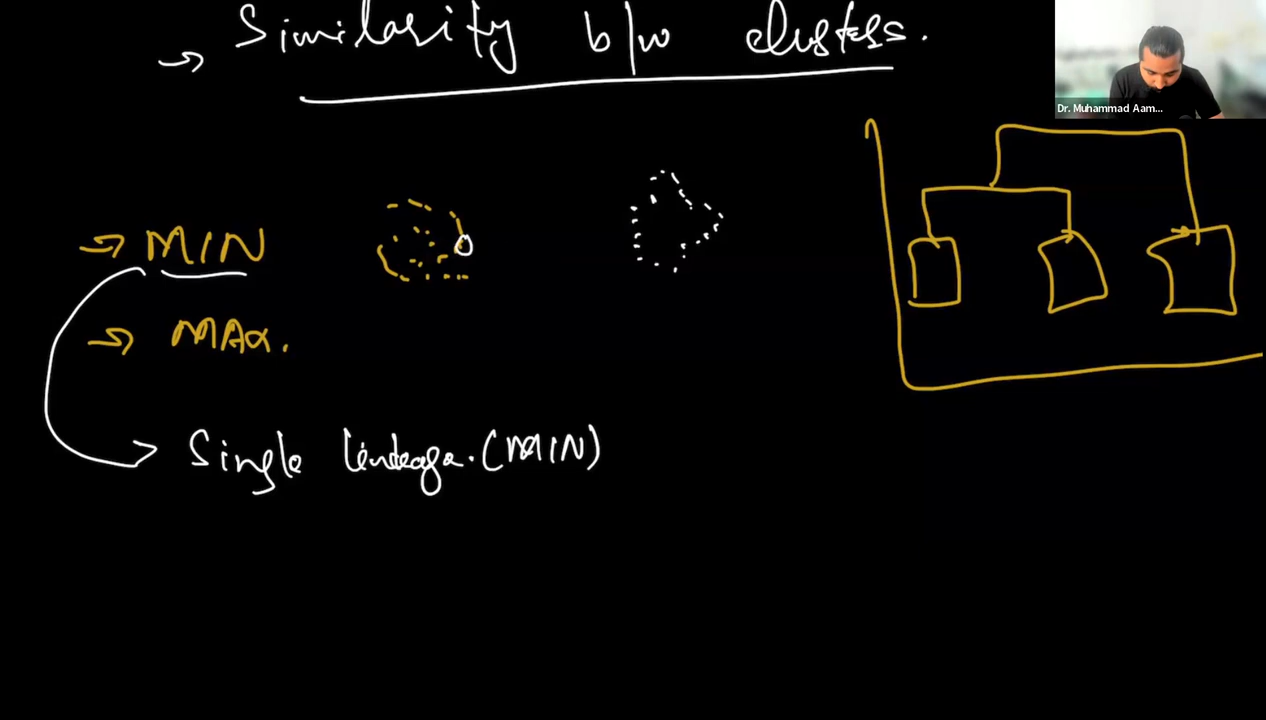 → Similarity b/w clusters.
Dr. Muhammad Aam...
→ MIN
→ MAX.
Single linkage. (MIN)